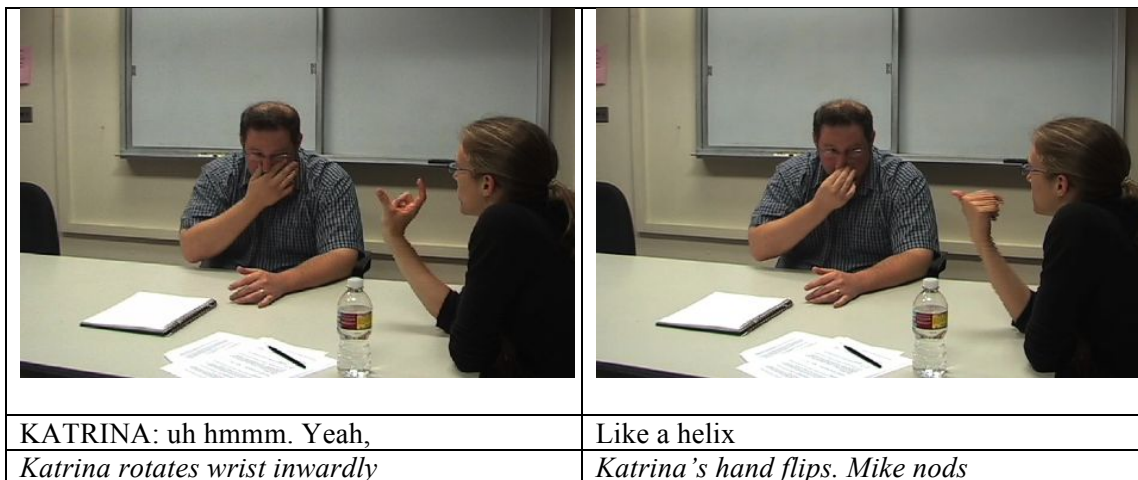 KATRINA: uh hmmm. Yeah,
Like a helix
Katrina rotates wrist inwardly
Katrina's hand flips. Mike nods